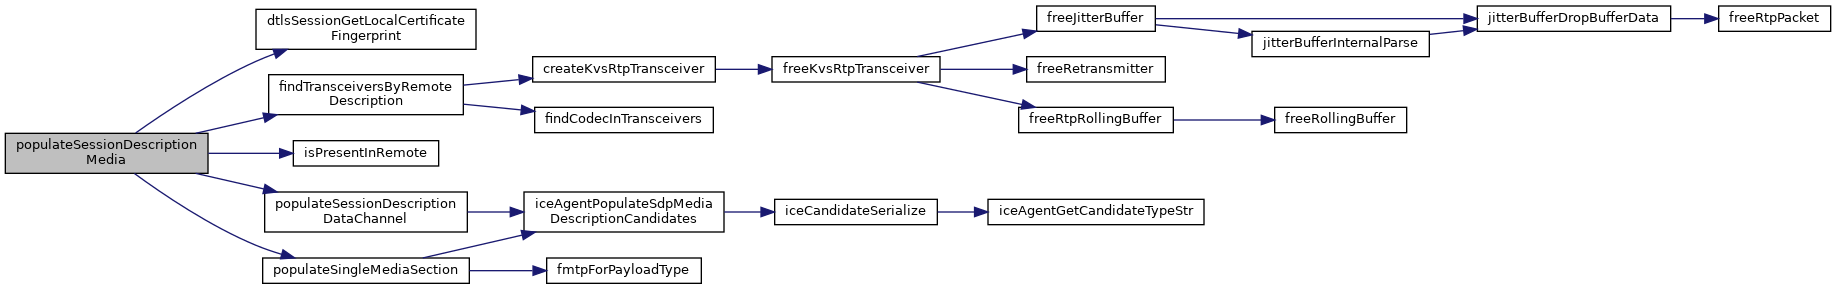 populateSessionDescription
Media
dtlsSessionGetLocalCertificate
Fingerprint
findTransceiversByRemote
Description
isPresentInRemote
populateSessionDescription
DataChannel
populateSingleMediaSection
createKvsRtpTransceiver
findCodecInTransceivers
iceAgentPopulateSdpMedia
DescriptionCandidates
fmtpForPayloadType
freeKvsRtpTransceiver
iceCandidateSerialize
freeJitterBuffer
freeRetransmitter
freeRtpRollingBuffer
iceAgentGetCandidateTypeStr
jitterBufferInternalParse
freeRollingBuffer
jitterBufferDropBufferData
freeRtpPacket